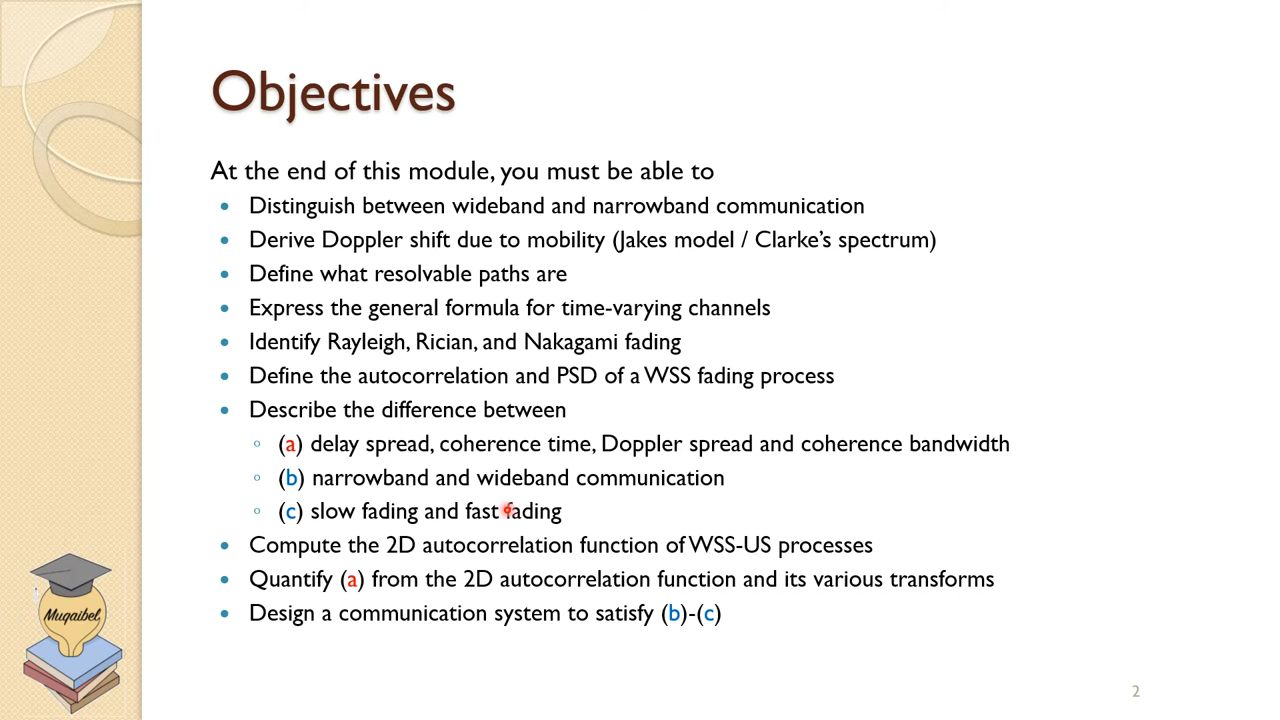 Objectives
At the end of this module, you must be able to
• Distinguish between wideband and narrowband communication
• Derive Doppler shift due to mobility (Jakes model / Clarke's spectrum)
• Define what resolvable paths are
• Express the general formula for time-varying channels
• Identify Rayleigh, Rician, and Nakagami fading
• Define the autocorrelation and PSD of a WSS fading process
• Describe the difference between
◦ (a) delay spread, coherence time, Doppler spread and coherence bandwidth
◦ (b) narrowband and wideband communication
◦ (c) slow fading and fast fading
• Compute the 2D autocorrelation function of WSS-US processes
• Quantify (a) from the 2D autocorrelation function and its various transforms
• Design a communication system to satisfy (b)-(c)
Muqaibel
2